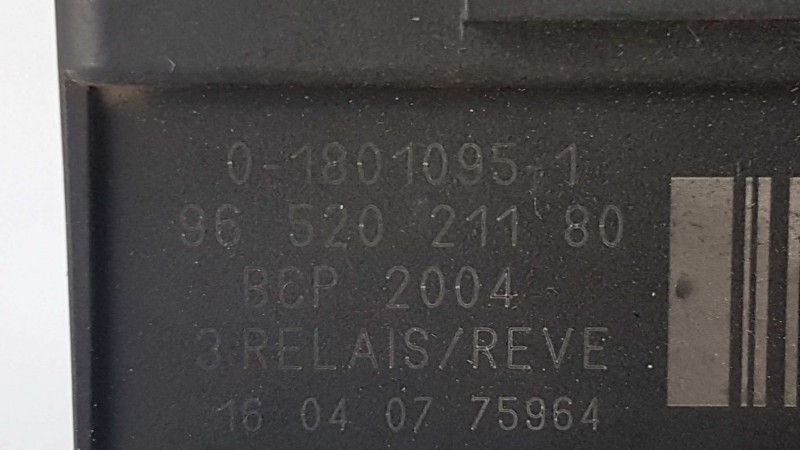 0-1801095-1
96 520 211 80
BCP 2004
3 RELAIS/REVE
16 04 07 75964